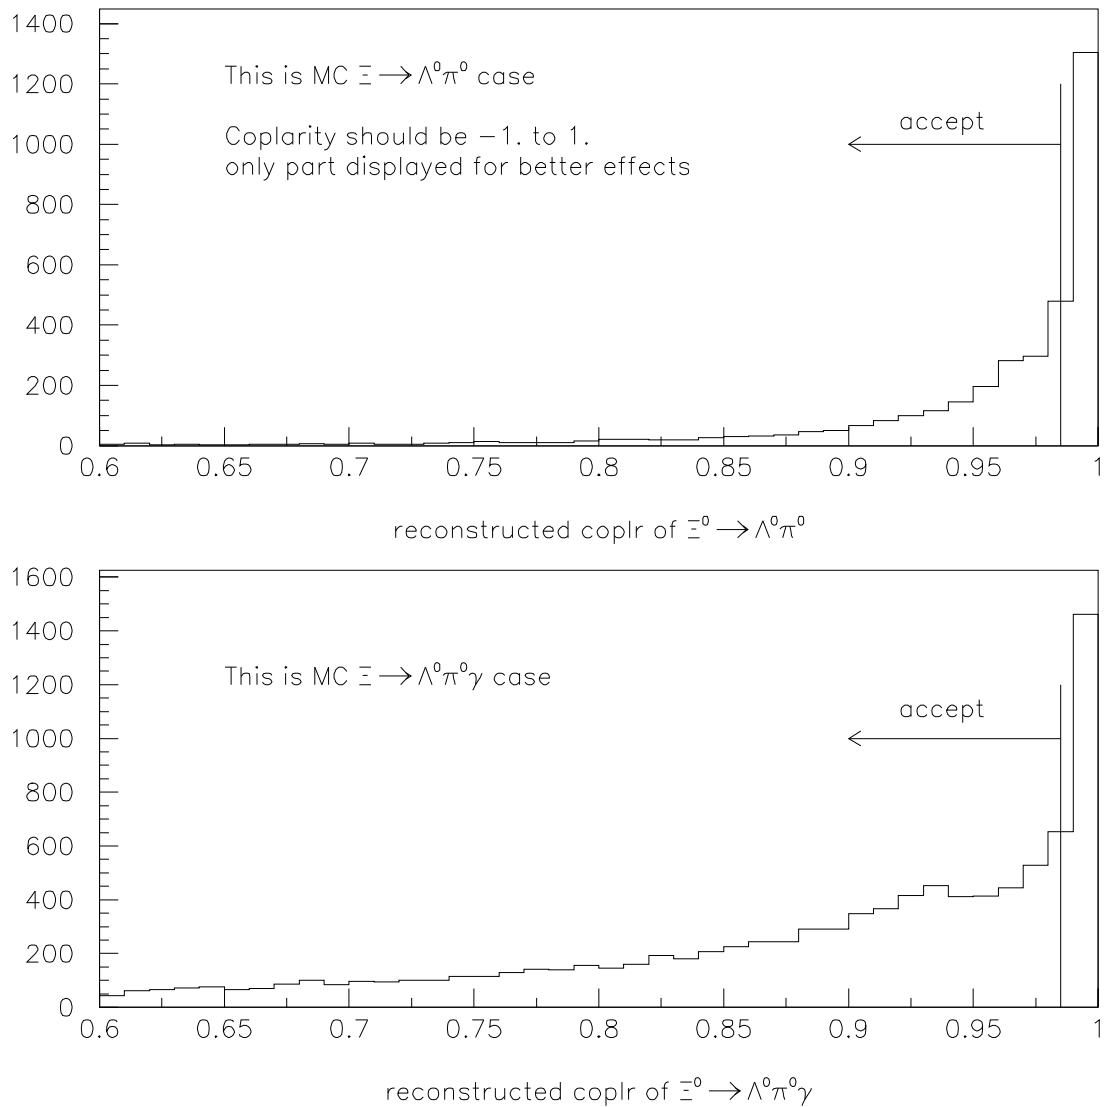 1400
1200
1000
800
600
400
200
0
This is MC Ξ → Λ⁰π⁰ case
Coplarity should be −1. to 1.
only part displayed for better effects
accept
0.6 0.65 0.7 0.75 0.8 0.85 0.9 0.95 1
reconstructed coplr of Ξ⁰ → Λ⁰π⁰
1600
1400
1200
1000
800
600
400
200
0
This is MC Ξ → Λ⁰π⁰γ case
accept
0.6 0.65 0.7 0.75 0.8 0.85 0.9 0.95 1
reconstructed coplr of Ξ⁰ → Λ⁰π⁰γ